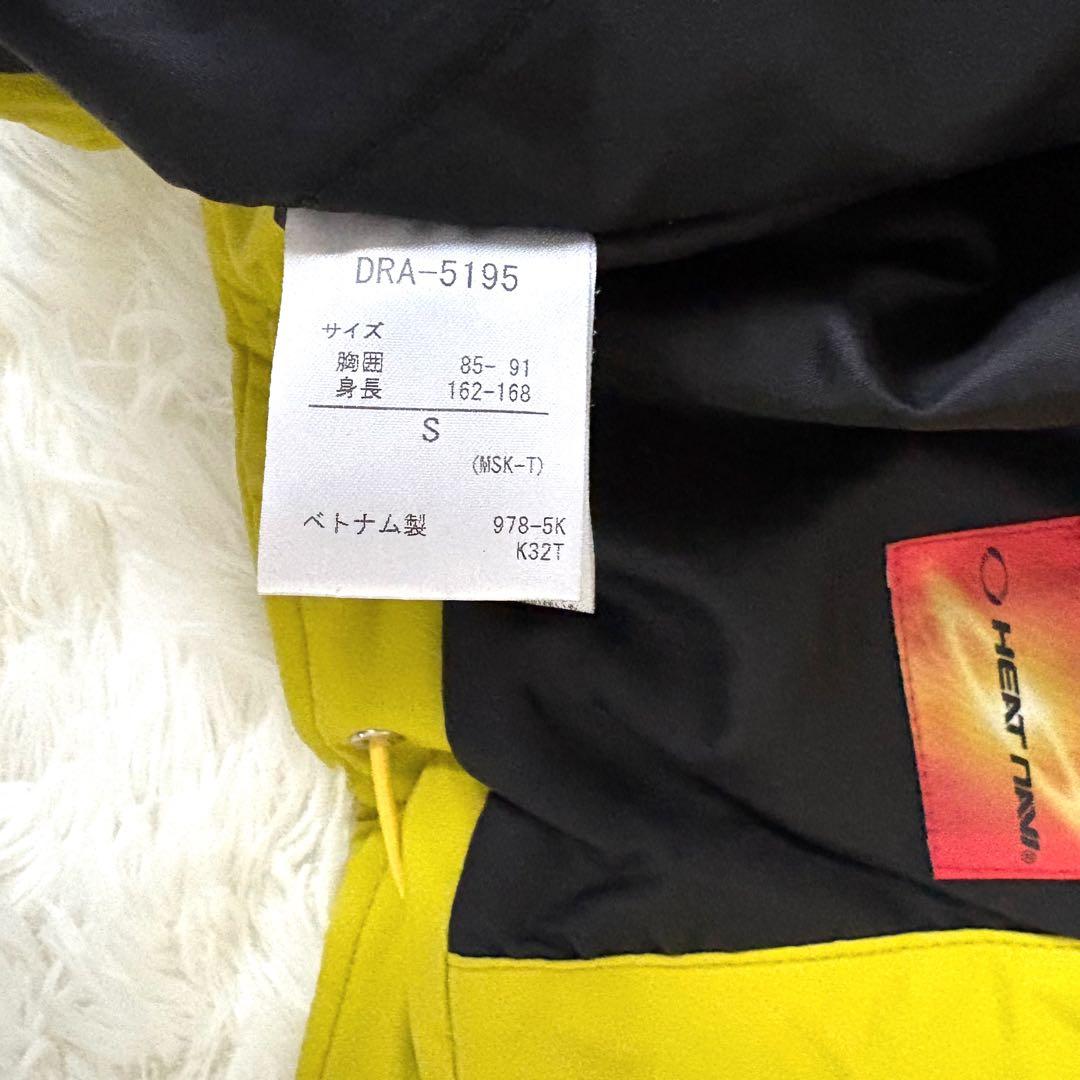 DRA-5195
サイズ
胸囲 85- 91
身長 162-168
S
(MSK-T)
ベトナム製 978-5K
K32T
HEAT NAVI®